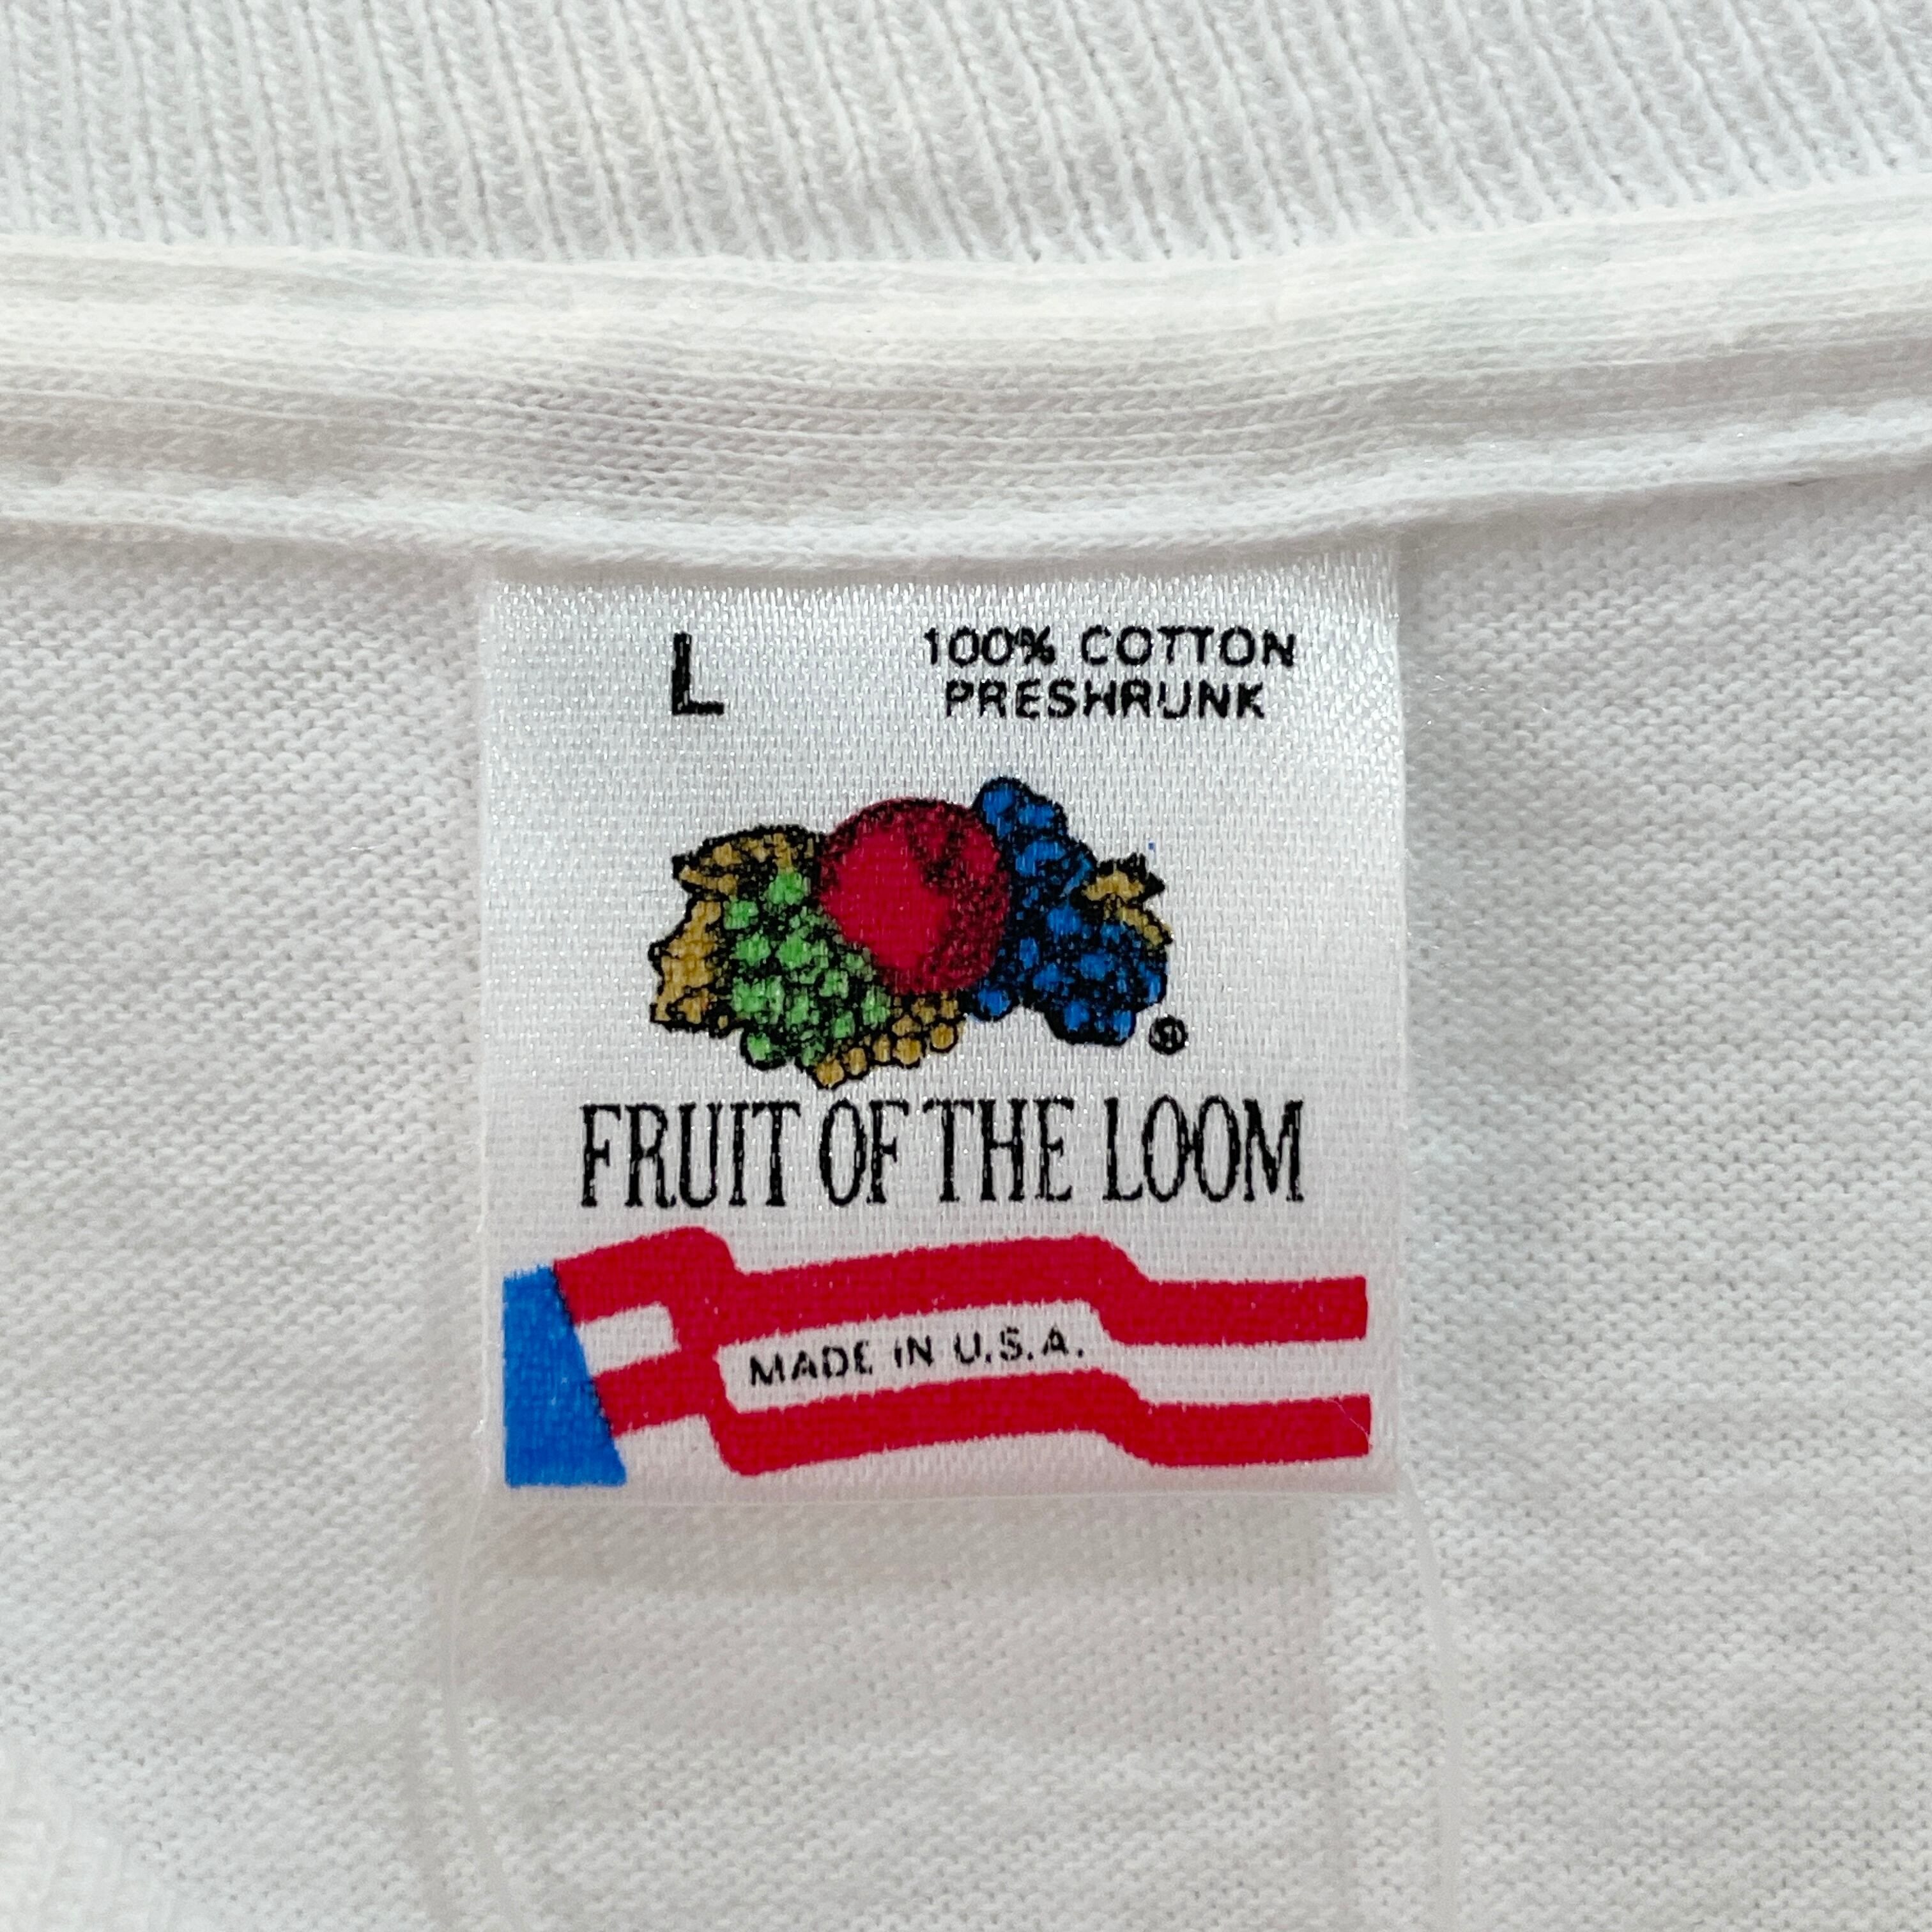 L
100% COTTON
PRESHRUNK
®
FRUIT OF THE LOOM
MADE IN U.S.A.